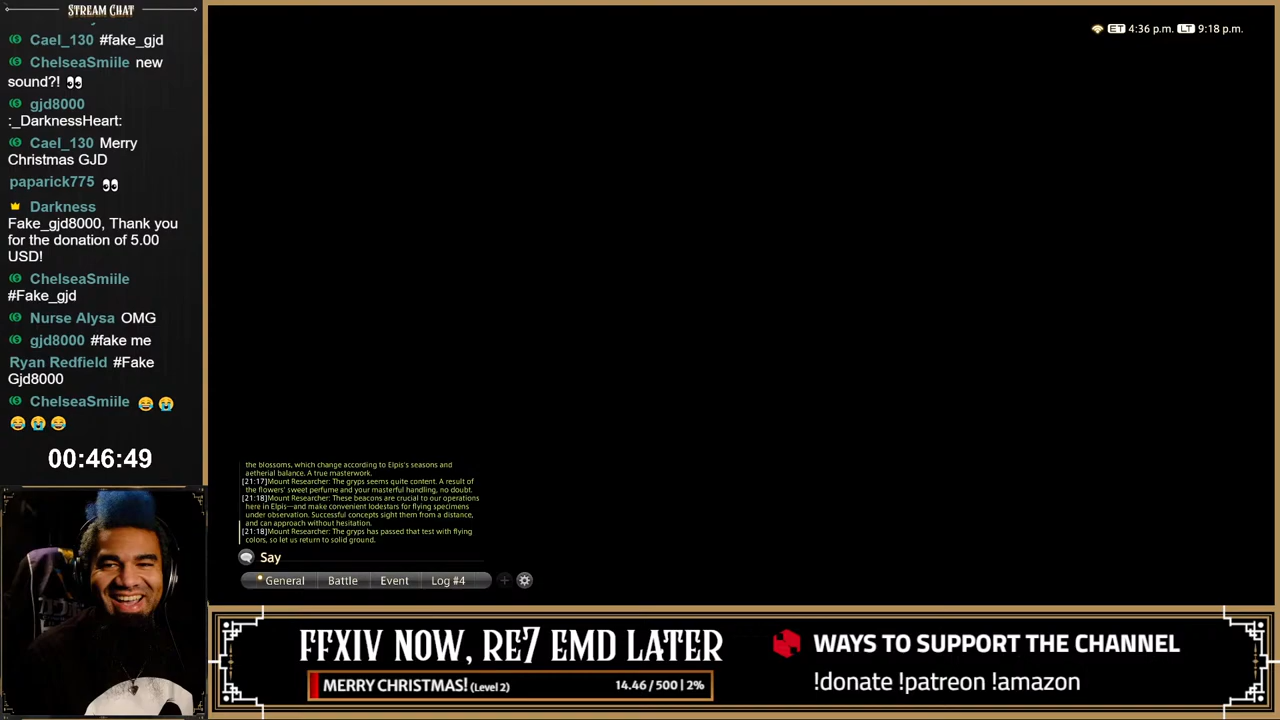 STREAM CHAT
Cael_130 #fake_gjd
ChelseaSmiile new
sound?! 👀
gjd8000
:_DarknessHeart:
Cael_130 Merry
Christmas GJD
paparick775 👀
Darkness
Fake_gjd8000, Thank you
for the donation of 5.00
USD!
ChelseaSmiile
#Fake_gjd
Nurse Alysa OMG
gjd8000 #fake me
Ryan Redfield #Fake
Gjd8000
ChelseaSmiile 😂😭
😂😭😂
00:46:49
ET 4:36 p.m. LT 9:18 p.m.
the blossoms, which change according to Elpis's seasons and
aetherial balance. A true masterwork.
[21:17]Mount Researcher: The gryps seems quite content. A result of
the flowers' sweet perfume and your masterful handling, no doubt.
[21:18]Mount Researcher: These beacons are crucial to our operations
here in Elpis—and make convenient lodestars for flying specimens
under observation. Successful concepts sight them from a distance,
and can approach without hesitation.
[21:18]Mount Researcher: The gryps has passed that test with flying
colors, so let us return to solid ground.
Say
General Battle Event Log #4
FFXIV NOW, RE7 EMD LATER
MERRY CHRISTMAS! (Level 2) 14.46 / 500 | 2%
WAYS TO SUPPORT THE CHANNEL
!donate !patreon !amazon